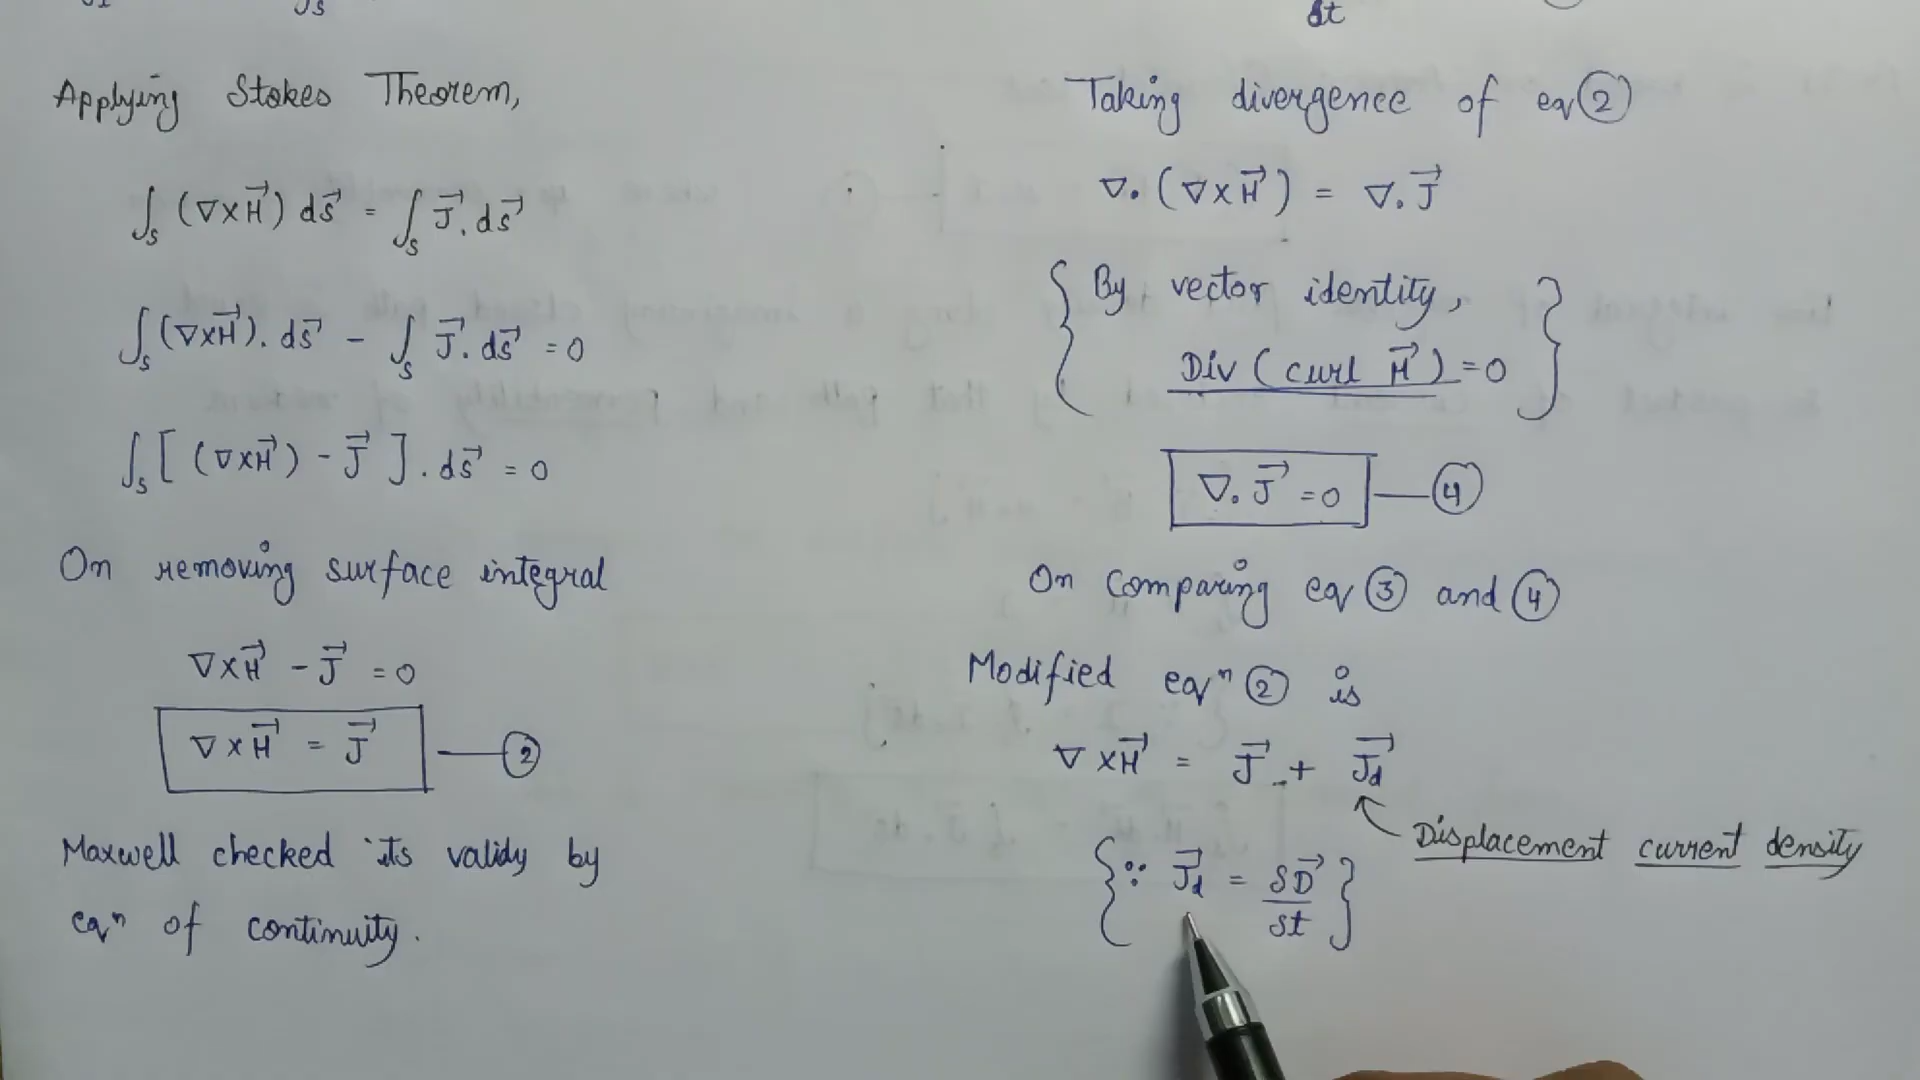 Applying Stokes Theorem,
∫s (∇×H⃗) ds⃗ = ∫s J⃗. ds⃗
∫s (∇×H⃗). ds⃗ - ∫s J⃗. ds⃗ = 0
∫s [ (∇×H⃗) - J⃗ ]. ds⃗ = 0
On removing surface integral
∇×H⃗ - J⃗ = 0
∇×H⃗ = J⃗ — ②
Maxwell checked its validy by
eqⁿ of continuity.
δt
Taking divergence of eq ②
∇. (∇×H⃗) = ∇. J⃗
{ By vector identity,
Div (curl H⃗) = 0 }
∇. J⃗ = 0 — ④
On comparing eq ③ and ④
Modified eqⁿ ② is
∇×H⃗ = J⃗ + J⃗d
Displacement current density
{ ∵ J⃗d = δD⃗/δt }